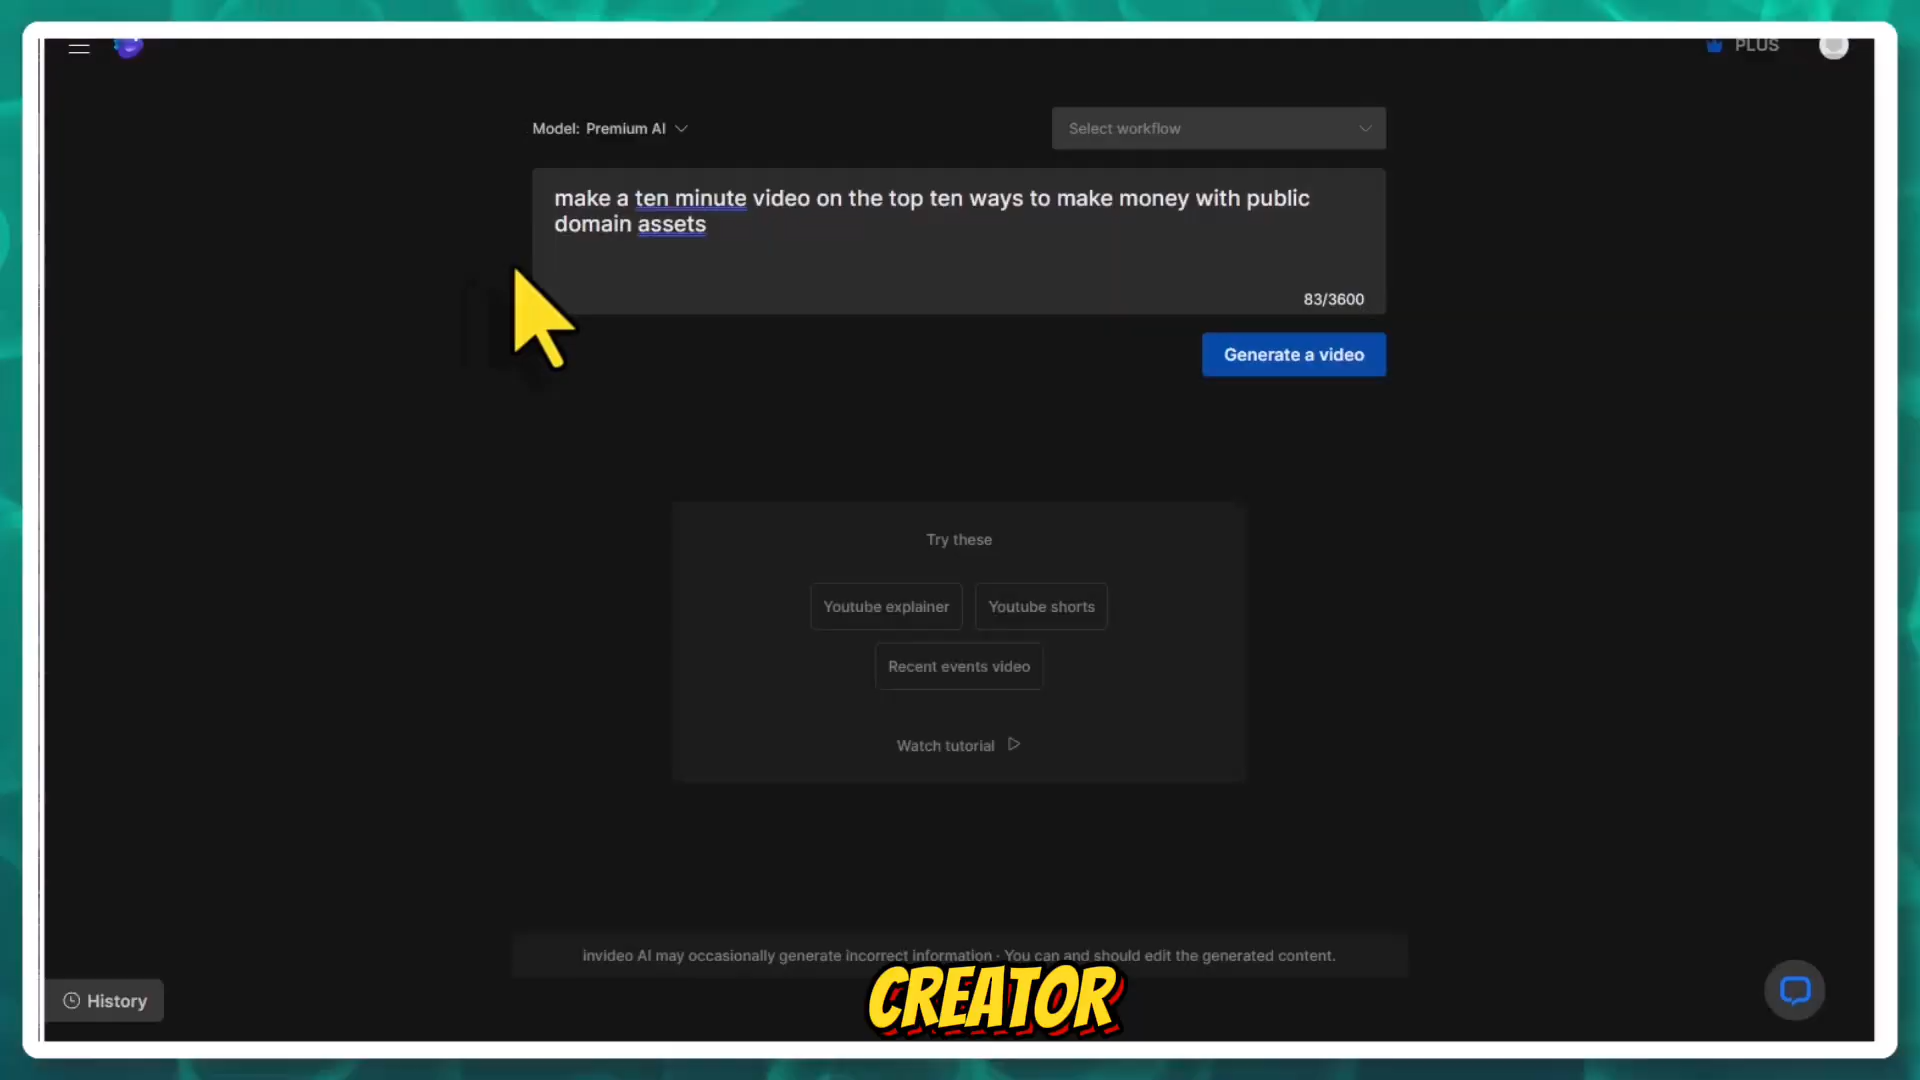 PLUS
Model: Premium AI
Select workflow
make a ten minute video on the top ten ways to make money with public
domain assets
83/3600
Generate a video
Try these
Youtube explainer
Youtube shorts
Recent events video
Watch tutorial
invideo AI may occasionally generate incorrect information - You can and should edit the generated content.
CREATOR
History